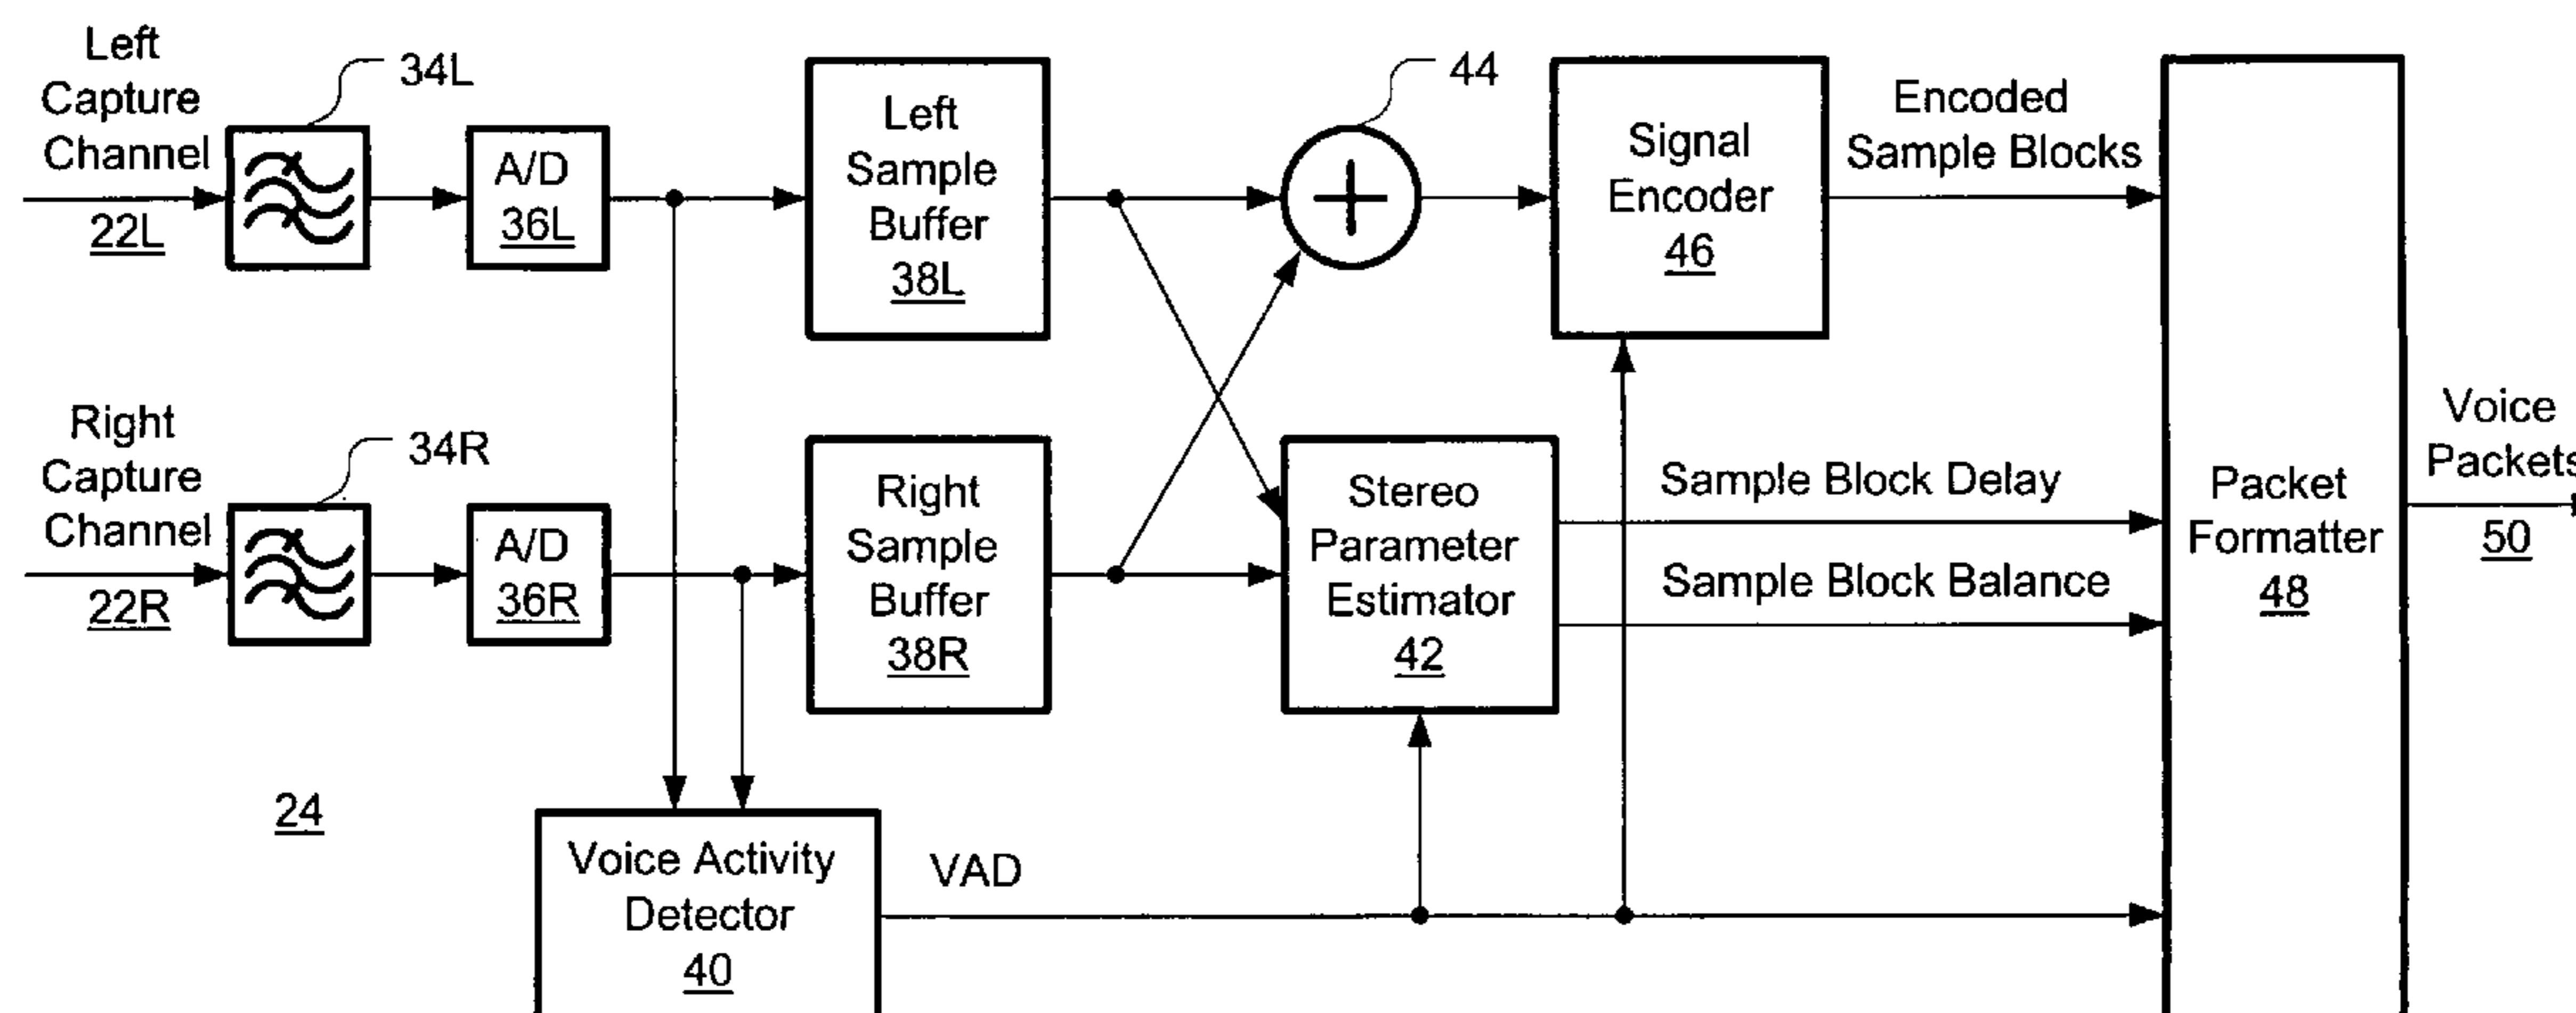 Left
Capture
Channel
22L
34L
A/D
36L
Left
Sample
Buffer
38L
44
Signal
Encoder
46
Encoded
Sample Blocks
Right
Capture
Channel
22R
34R
A/D
36R
Right
Sample
Buffer
38R
Stereo
Parameter
Estimator
42
Sample Block Delay
Sample Block Balance
Packet
Formatter
48
Voice
Packets
50
24
Voice Activity
Detector
40
VAD